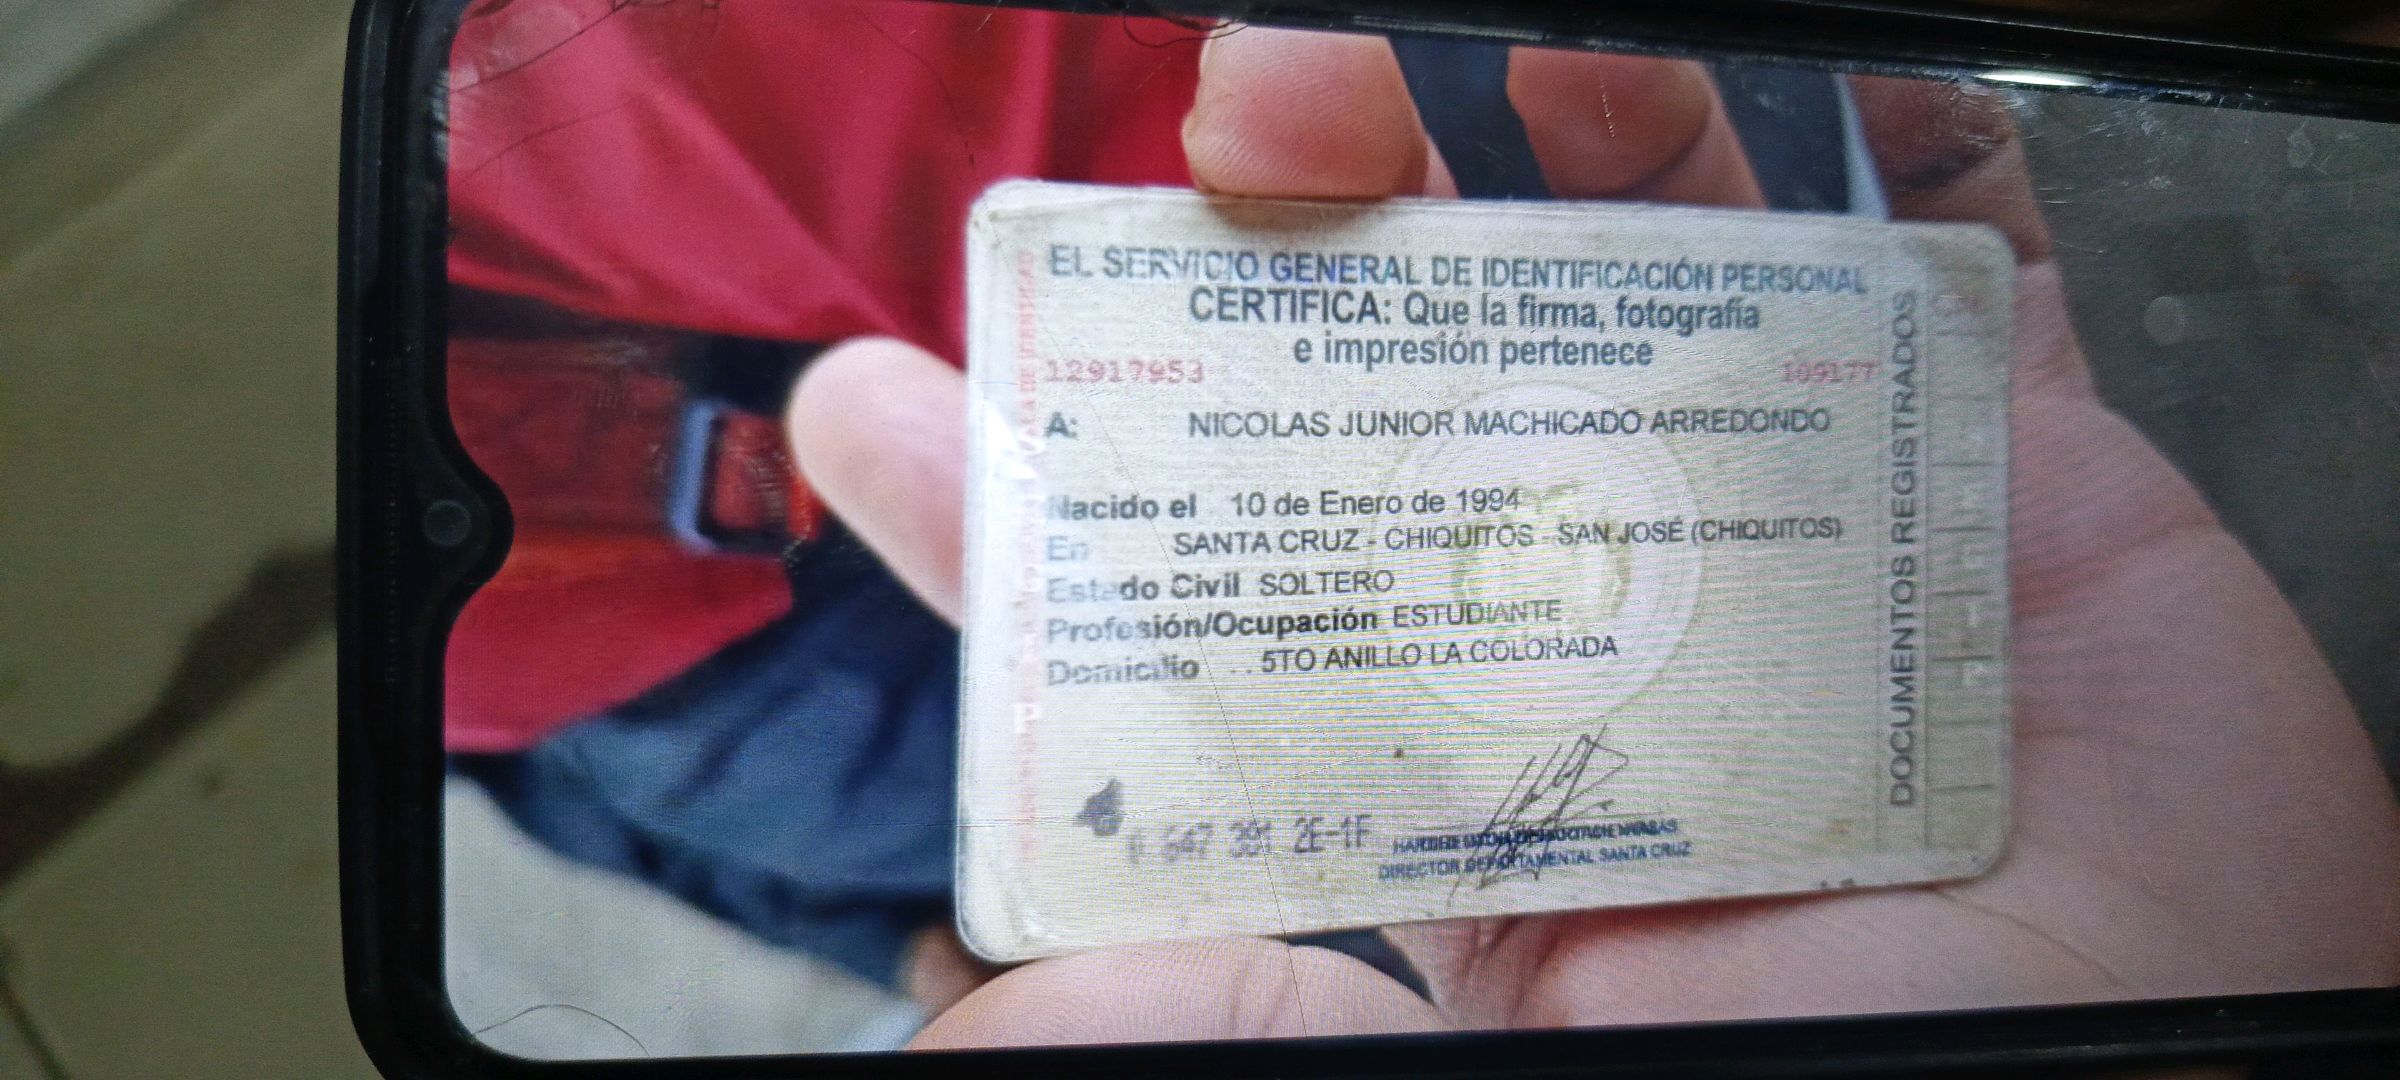 EL SERVICIO GENERAL DE IDENTIFICACIÓN PERSONAL
CERTIFICA: Que la firma, fotografía
e impresión pertenece
12917953 109177
A: NICOLAS JUNIOR MACHICADO ARREDONDO
Nacido el 10 de Enero de 1994
En SANTA CRUZ - CHIQUITOS - SAN JOSÉ (CHIQUITOS)
Estado Civil SOLTERO
Profesión/Ocupación ESTUDIANTE
Domicilio . . 5TO ANILLO LA COLORADA
647 391 2E-1F
DIRECTOR DEPARTAMENTAL SANTA CRUZ
DOCUMENTOS REGISTRADOS